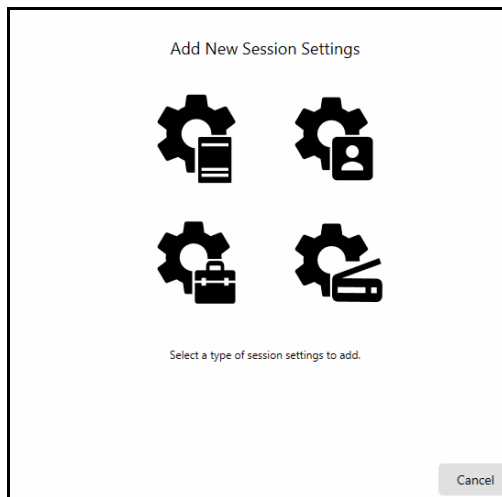 Add New Session Settings
Select a type of session settings to add.
Cancel